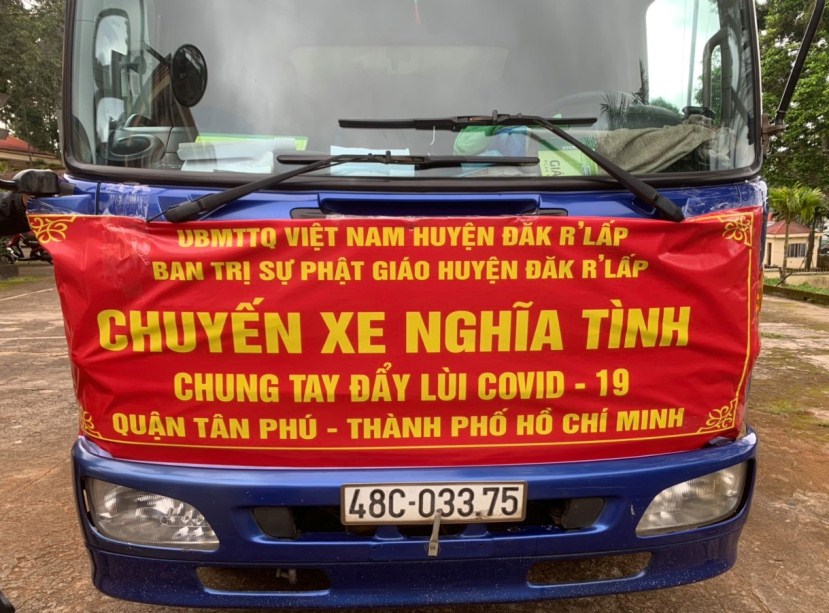 UBMTTQ VIỆT NAM HUYỆN ĐĂK R'LẤP
BAN TRỊ SỰ PHẬT GIÁO HUYỆN ĐĂK R'LẤP
CHUYẾN XE NGHĨA TÌNH
CHUNG TAY ĐẨY LÙI COVID - 19
QUẬN TÂN PHÚ - THÀNH PHỐ HỒ CHÍ MINH
48C-033.75